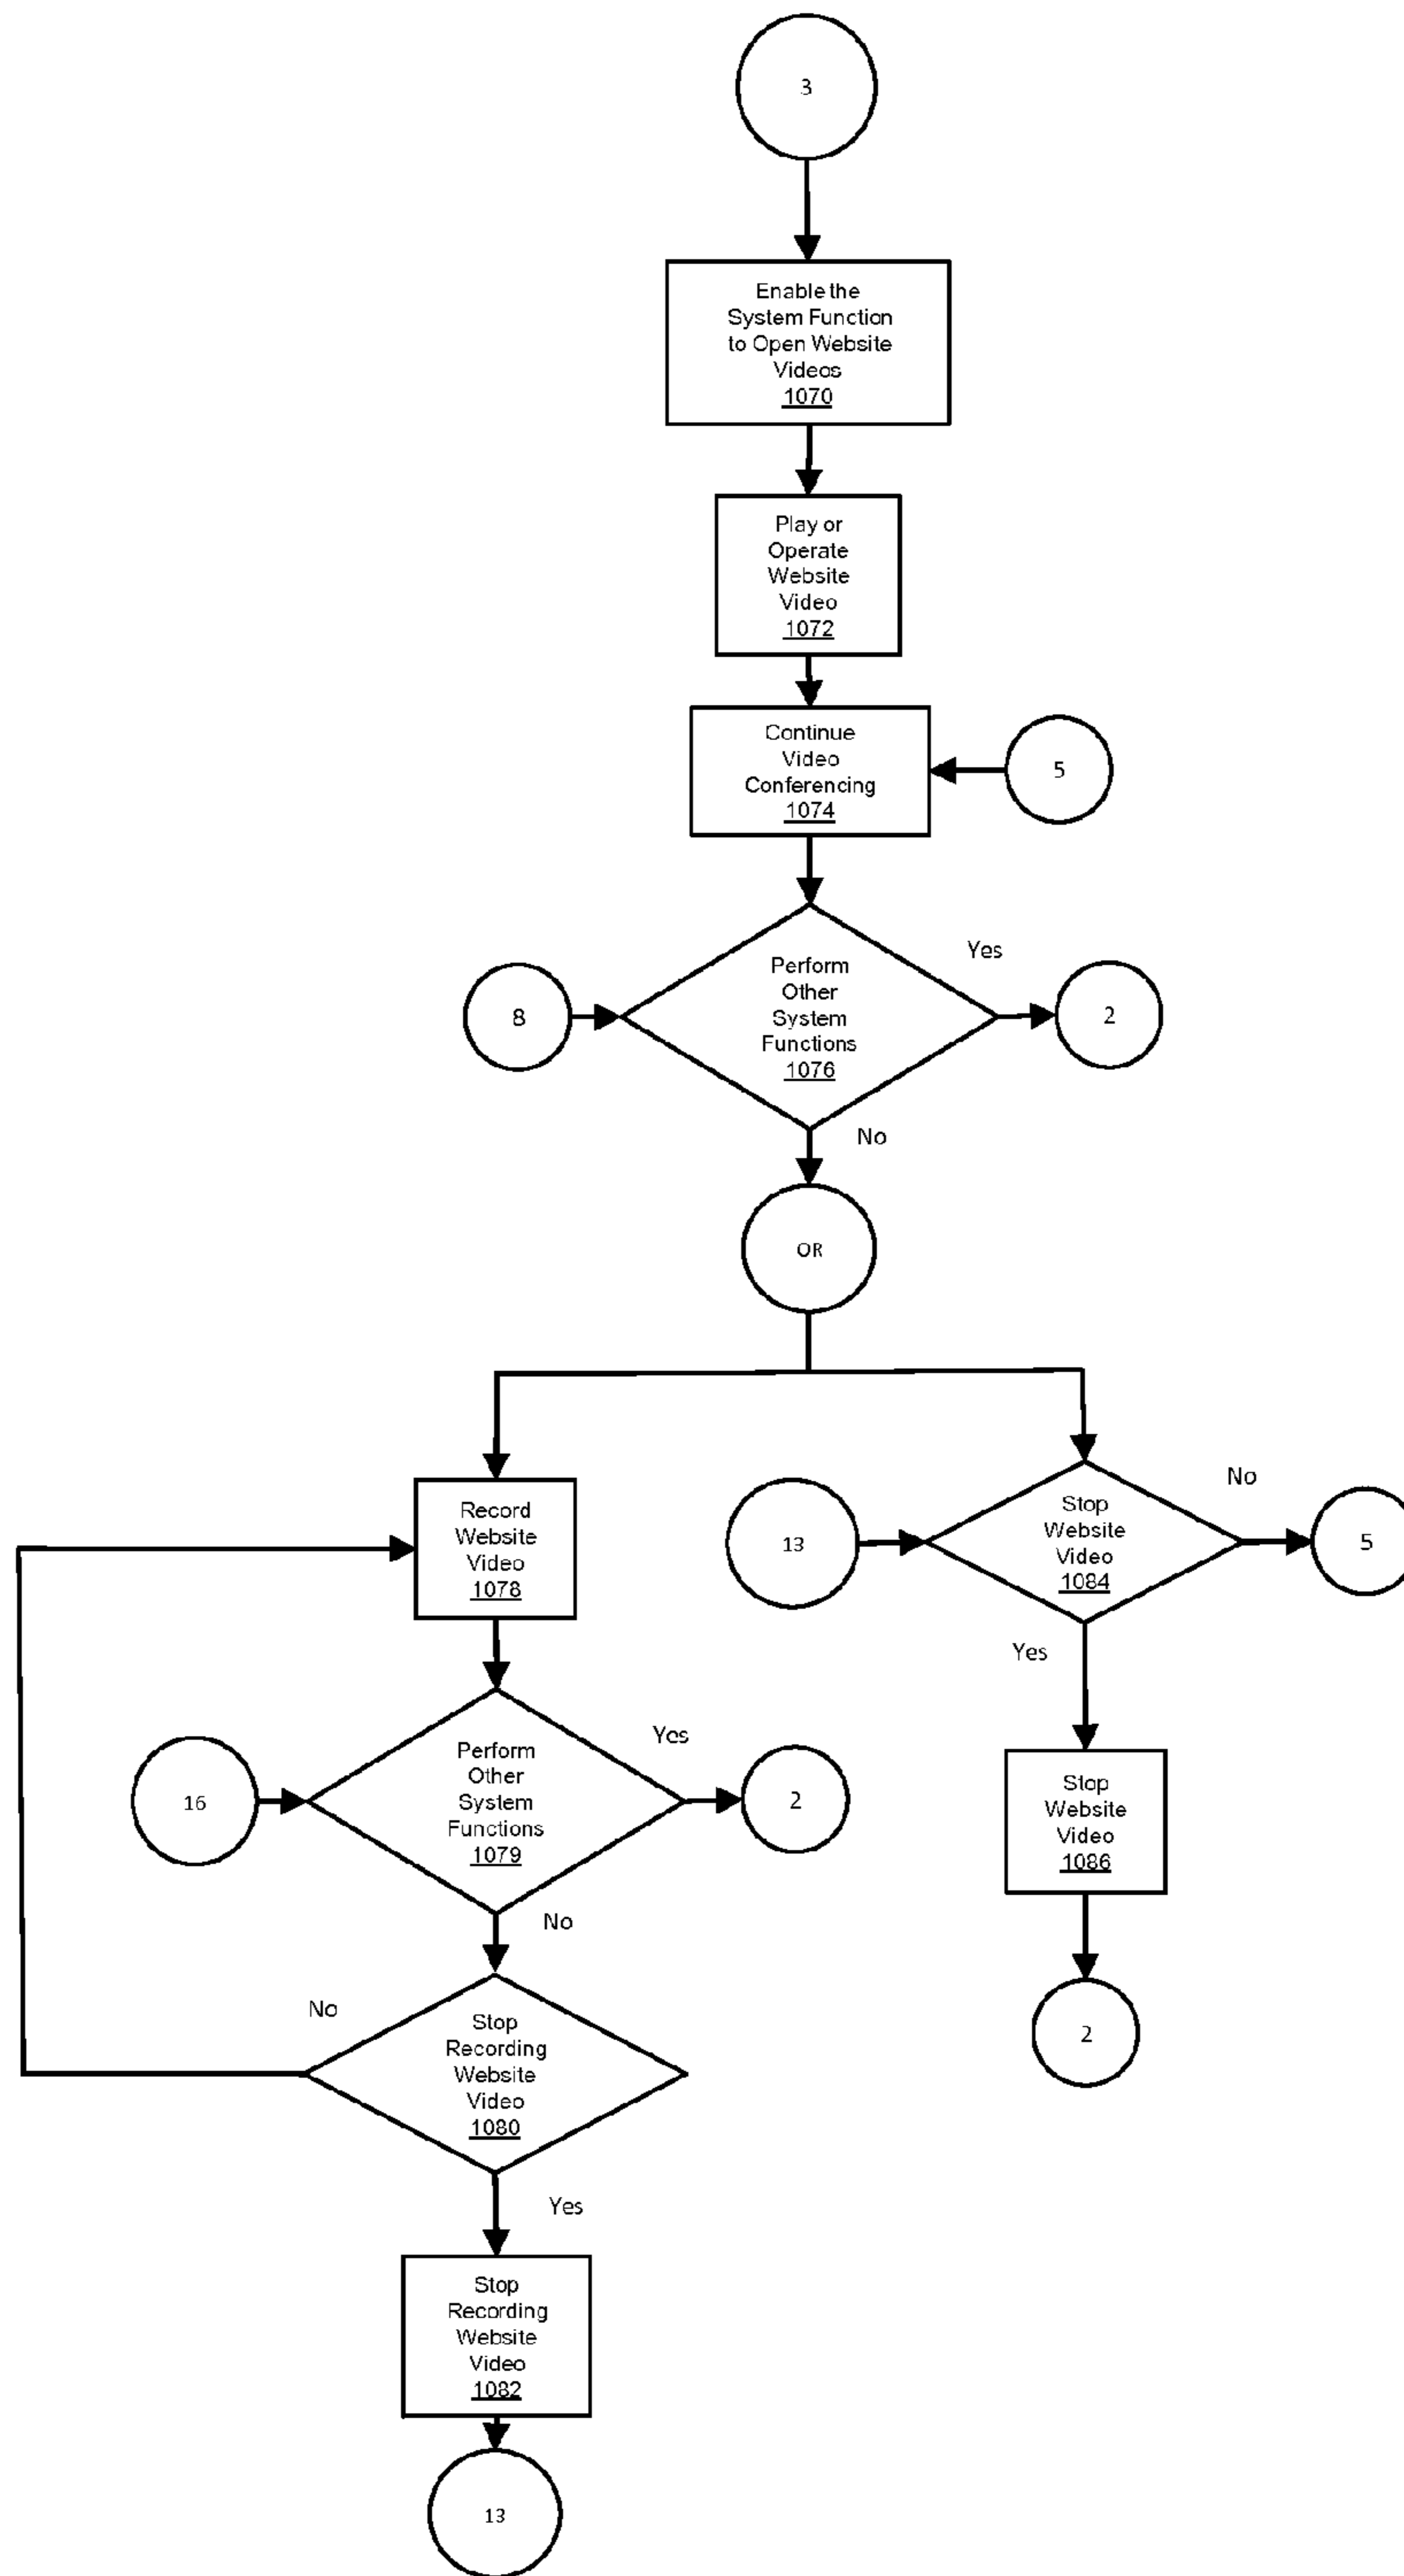 3
Enable the
System Function
to Open Website
Videos
1070
Play or
Operate
Website
Video
1072
Continue
Video
Conferencing
1074
5
Perform
Other
System
Functions
1076
Yes
8
2
No
OR
Record
Website
Video
1078
13
Stop
Website
Video
1084
No
5
Yes
Perform
Other
System
Functions
1079
Yes
16
2
No
Stop
Website
Video
1086
2
Stop
Recording
Website
Video
1080
No
Yes
Stop
Recording
Website
Video
1082
13